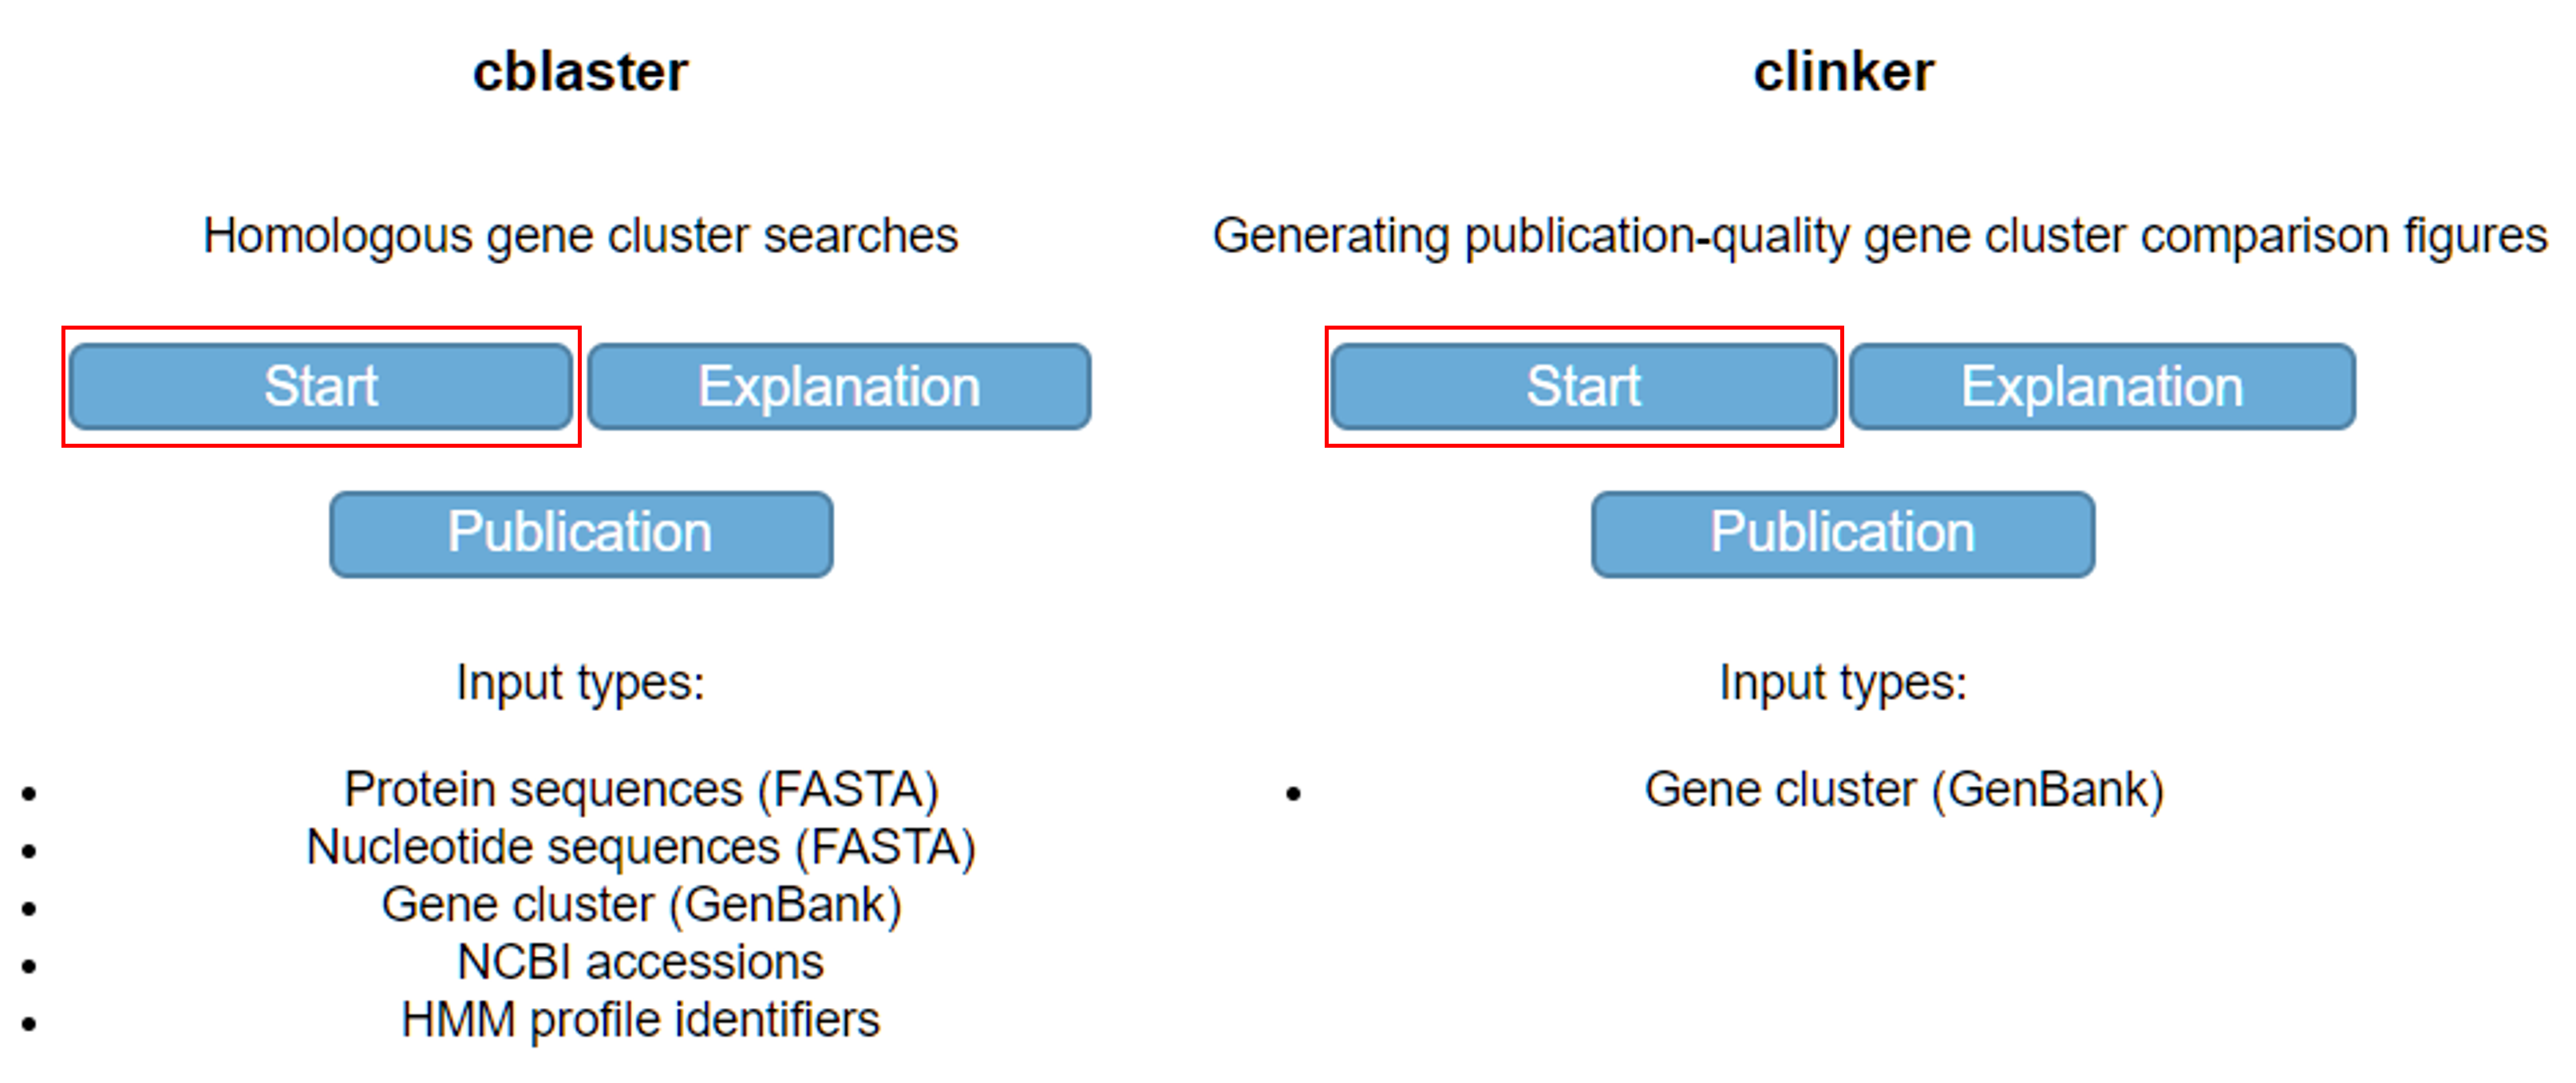 cblaster
Homologous gene cluster searches
Start
Explanation
Publication
Input types:
• Protein sequences (FASTA)
• Nucleotide sequences (FASTA)
• Gene cluster (GenBank)
• NCBI accessions
• HMM profile identifiers
clinker
Generating publication-quality gene cluster comparison figures
Start
Explanation
Publication
Input types:
• Gene cluster (GenBank)